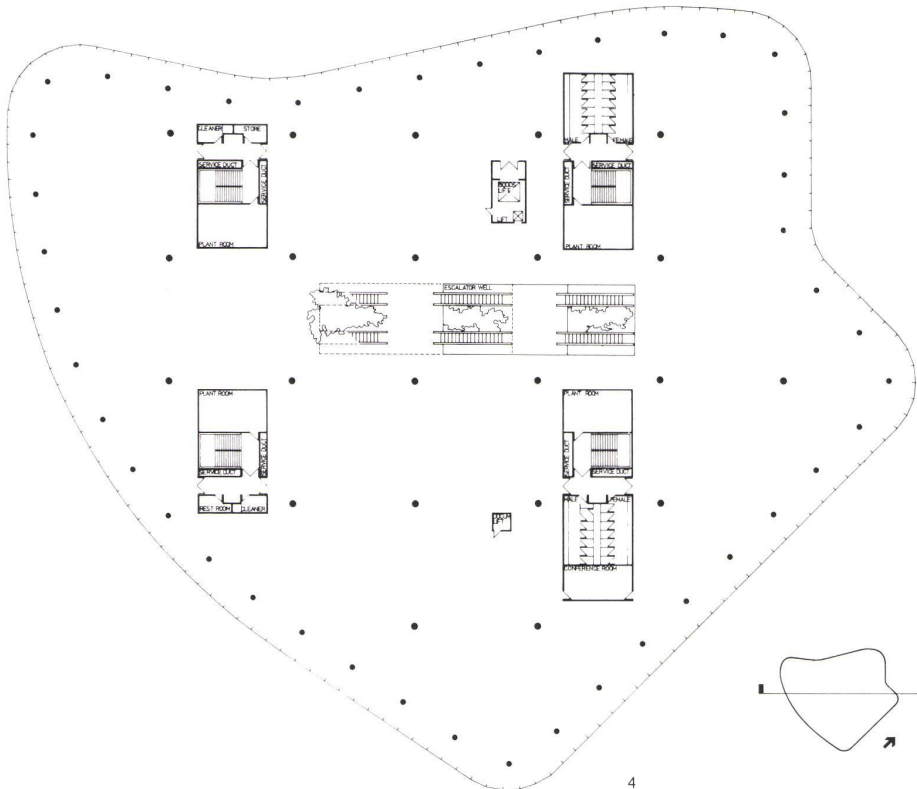 CLEANER STORE
SERVICE DUCT
SERVICE DUCT
PLANT ROOM
MALE FEMALE
SERVICE DUCT
SERVICE DUCT
PLANT ROOM
GOODS
LIFT
LIFT
ESCALATOR WELL
PLANT ROOM
SERVICE DUCT
SERVICE DUCT
REST ROOM CLEANER
PLANT ROOM
SERVICE DUCT
SERVICE DUCT
MALE FEMALE
CONFERENCE ROOM
LIFT
4